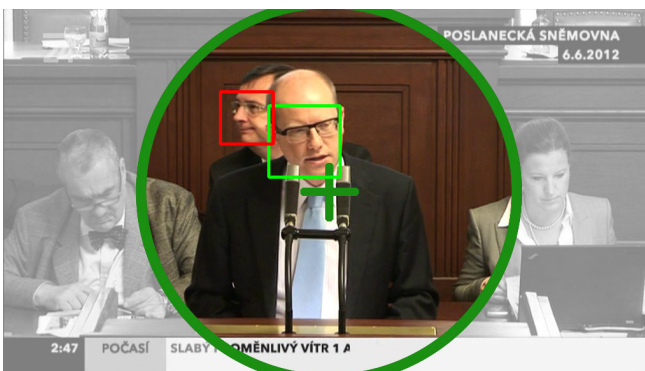 POSLANECKÁ SNĚMOVNA
6.6.2012
2:47 POČASÍ SLABÝ PROMĚNLIVÝ VÍTR 1 A